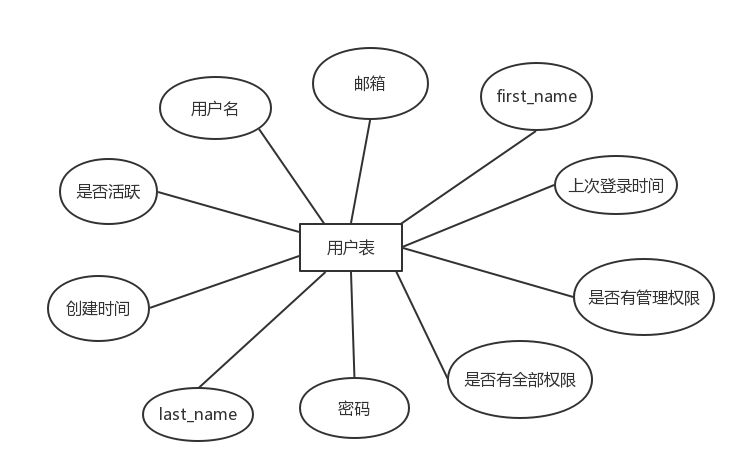 邮箱
first_name
用户名
上次登录时间
是否活跃
用户表
是否有管理权限
创建时间
是否有全部权限
密码
last_name